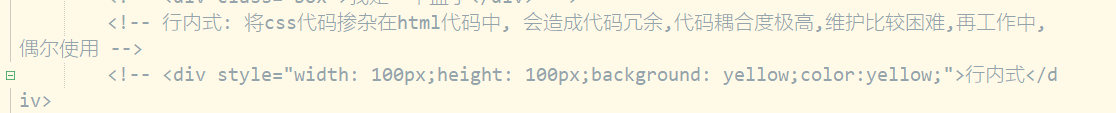 <!-- 行内式: 将css代码掺杂在html代码中, 会造成代码冗余,代码耦合度极高,维护比较困难,再工作中,
偶尔使用 -->
<!-- <div style="width: 100px;height: 100px;background: yellow;color:yellow;">行内式</d
iv>